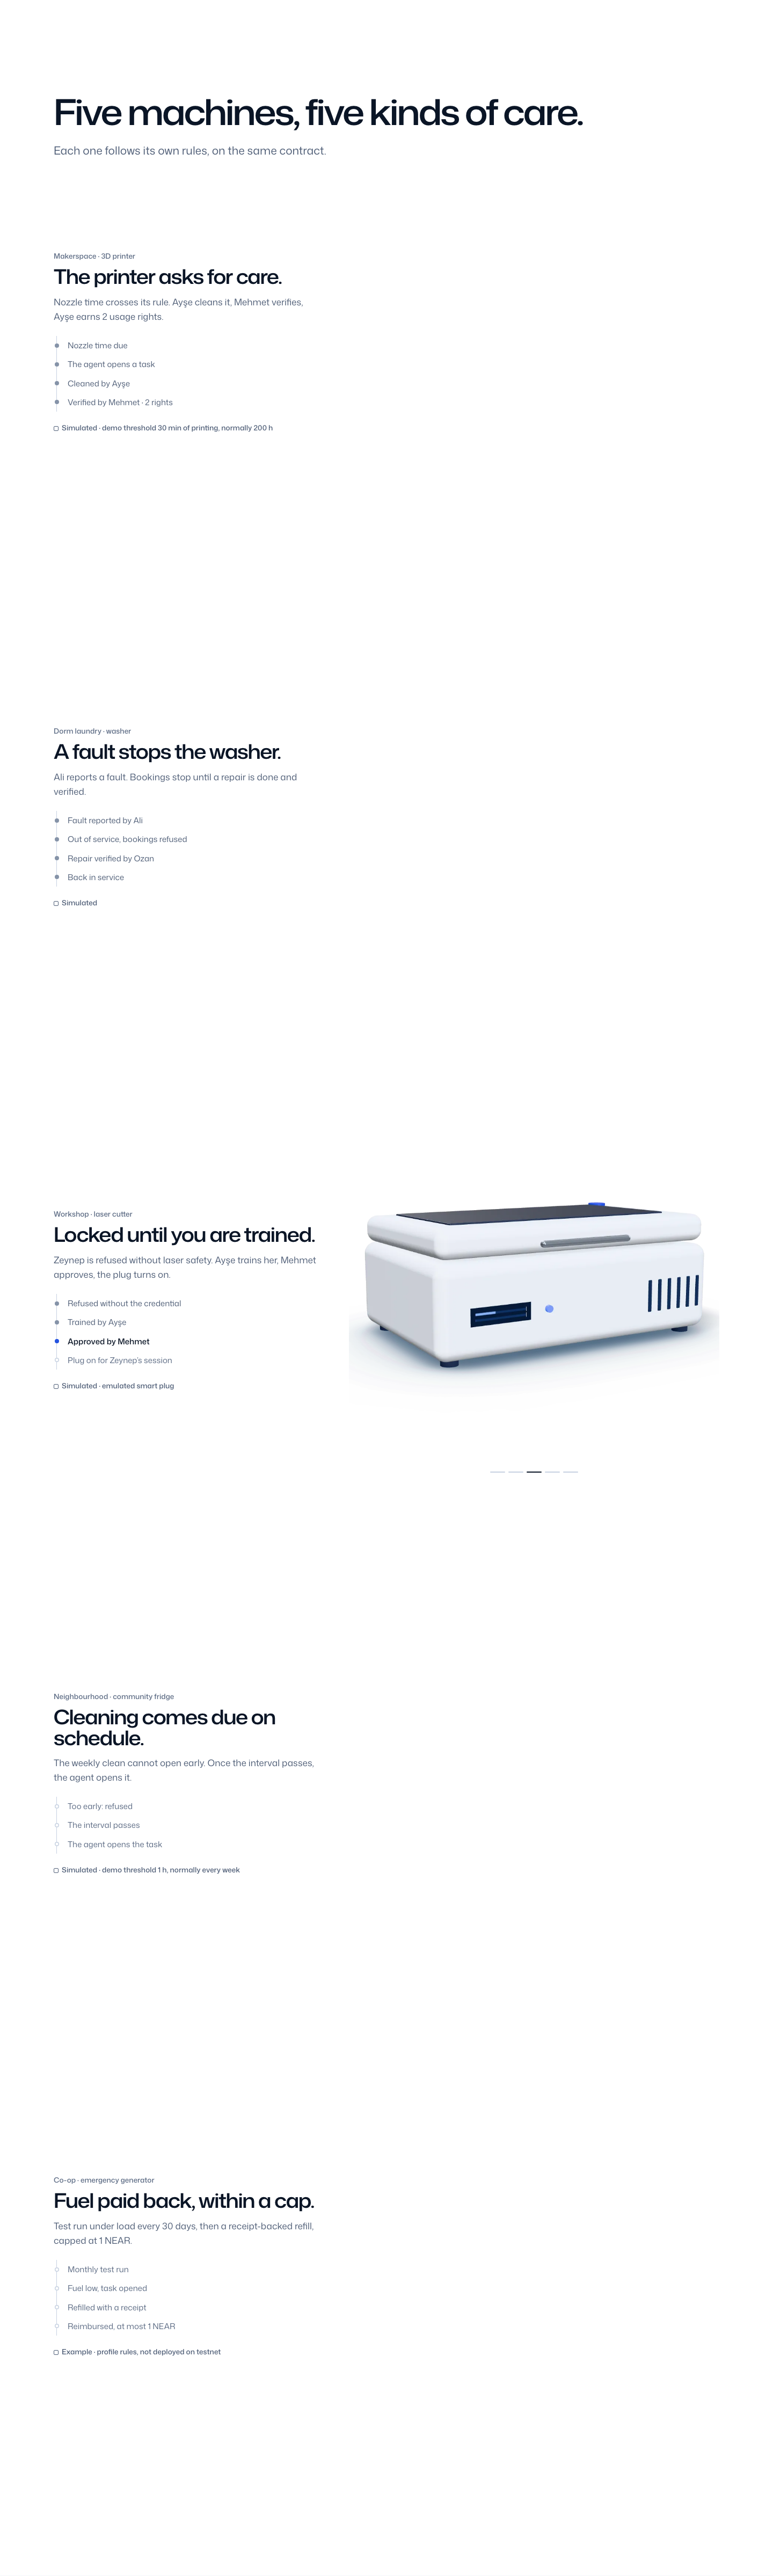 Five machines, five kinds of care.
Each one follows its own rules, on the same contract.
Makerspace · 3D printer
The printer asks for care.
Nozzle time crosses its rule. Ayşe cleans it, Mehmet verifies,
Ayşe earns 2 usage rights.
Nozzle time due
The agent opens a task
Cleaned by Ayşe
Verified by Mehmet · 2 rights
Simulated · demo threshold 30 min of printing, normally 200 h
Dorm laundry · washer
A fault stops the washer.
Ali reports a fault. Bookings stop until a repair is done and
verified.
Fault reported by Ali
Out of service, bookings refused
Repair verified by Ozan
Back in service
Simulated
Workshop · laser cutter
Locked until you are trained.
Zeynep is refused without laser safety. Ayşe trains her, Mehmet
approves, the plug turns on.
Refused without the credential
Trained by Ayşe
Approved by Mehmet
Plug on for Zeynep's session
Simulated · emulated smart plug
Neighbourhood · community fridge
Cleaning comes due on
schedule.
The weekly clean cannot open early. Once the interval passes,
the agent opens it.
Too early: refused
The interval passes
The agent opens the task
Simulated · demo threshold 1 h, normally every week
Co-op · emergency generator
Fuel paid back, within a cap.
Test run under load every 30 days, then a receipt-backed refill,
capped at 1 NEAR.
Monthly test run
Fuel low, task opened
Refilled with a receipt
Reimbursed, at most 1 NEAR
Example · profile rules, not deployed on testnet